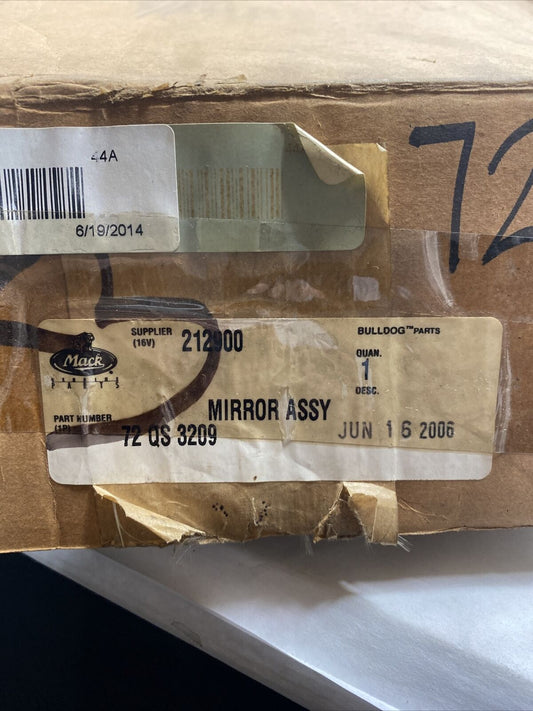 44A
6/19/2014
72
SUPPLIER
(16V)
212900
BULLDOG™PARTS
Mack
PARTS
QUAN.
1
DESC.
MIRROR ASSY
PART NUMBER
(1P)
72 QS 3209
JUN 16 2006